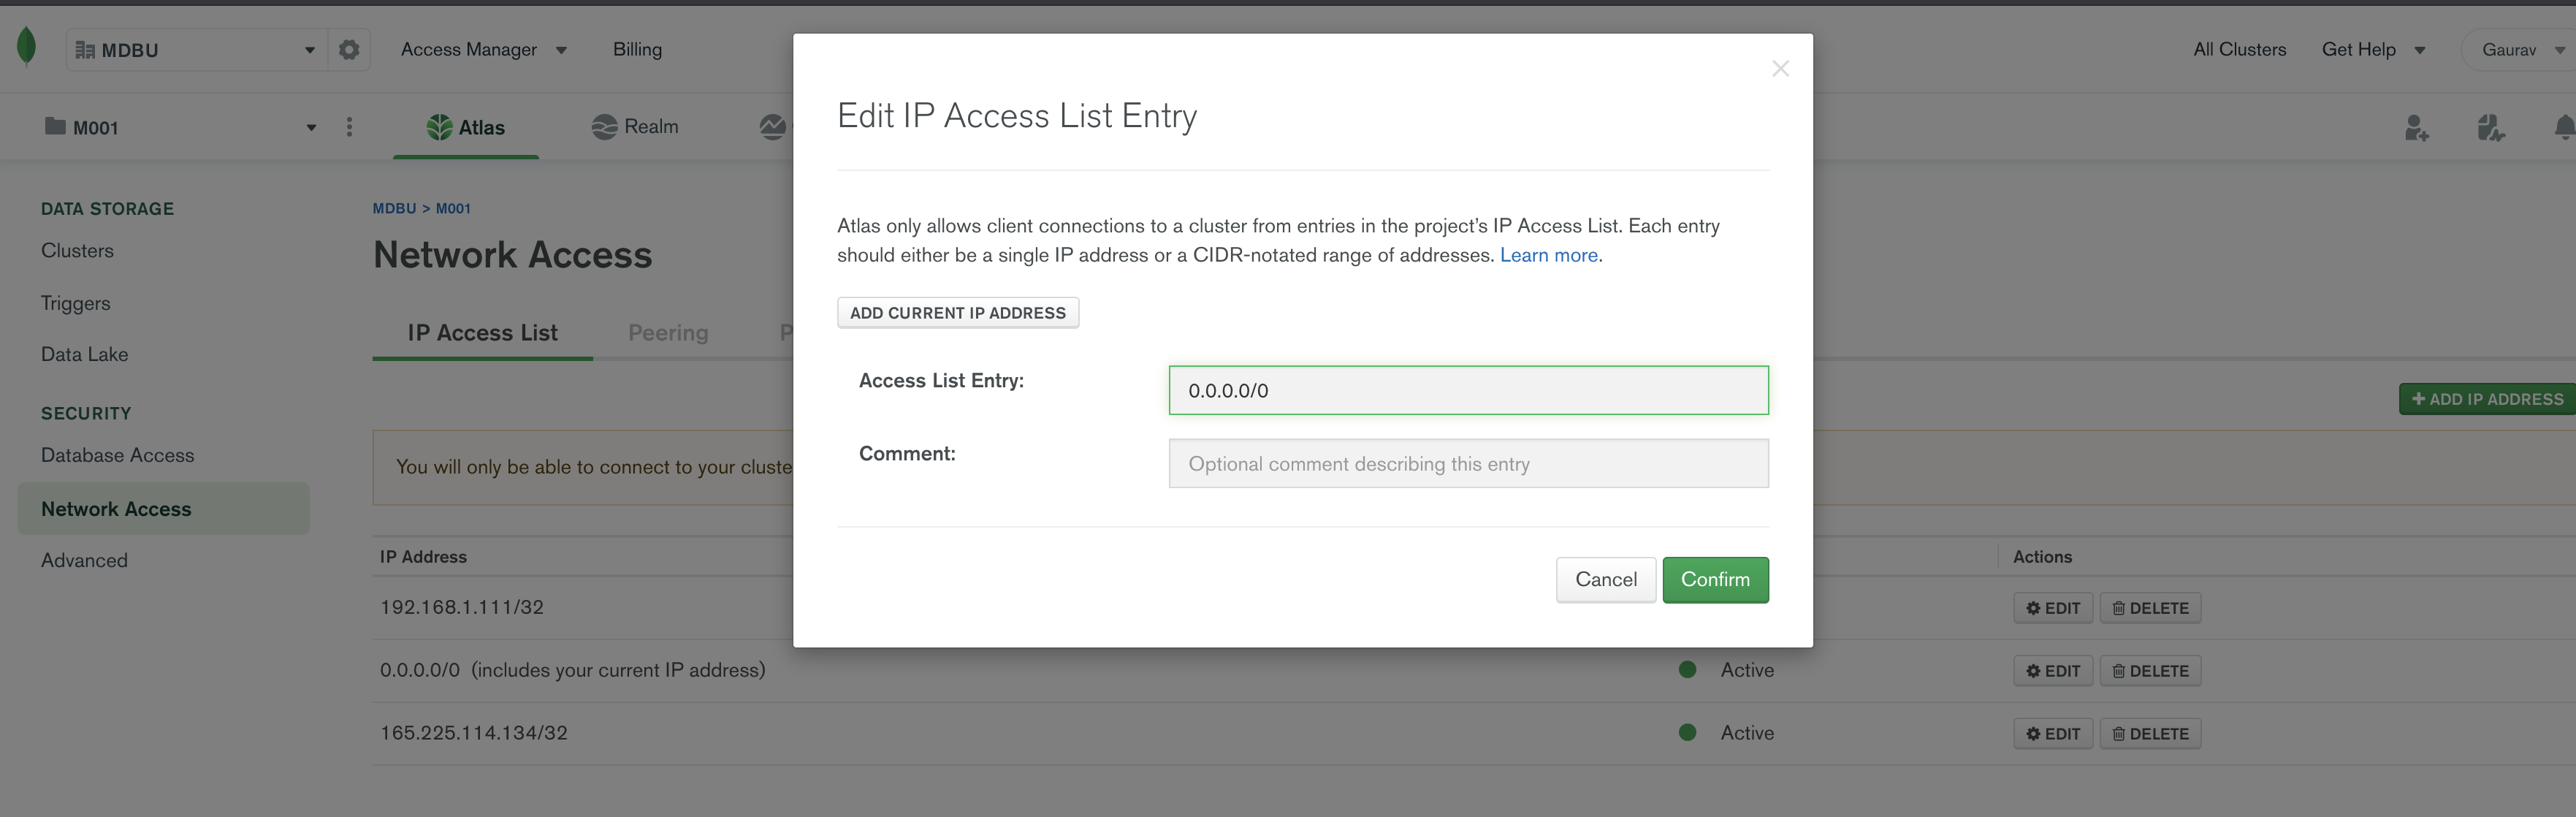 MDBU
Access Manager
Billing
All Clusters
Get Help
Gaurav
M001
Atlas
Realm
DATA STORAGE
Clusters
Triggers
Data Lake
SECURITY
Database Access
Network Access
Advanced
MDBU > M001
Network Access
IP Access List
Peering
P
+ ADD IP ADDRESS
You will only be able to connect to your cluste
IP Address
Actions
192.168.1.111/32
EDIT DELETE
0.0.0.0/0 (includes your current IP address)
Active
EDIT DELETE
165.225.114.134/32
Active
EDIT DELETE
Edit IP Access List Entry
Atlas only allows client connections to a cluster from entries in the project's IP Access List. Each entry
should either be a single IP address or a CIDR-notated range of addresses. Learn more.
ADD CURRENT IP ADDRESS
Access List Entry:
0.0.0.0/0
Comment:
Optional comment describing this entry
Cancel
Confirm